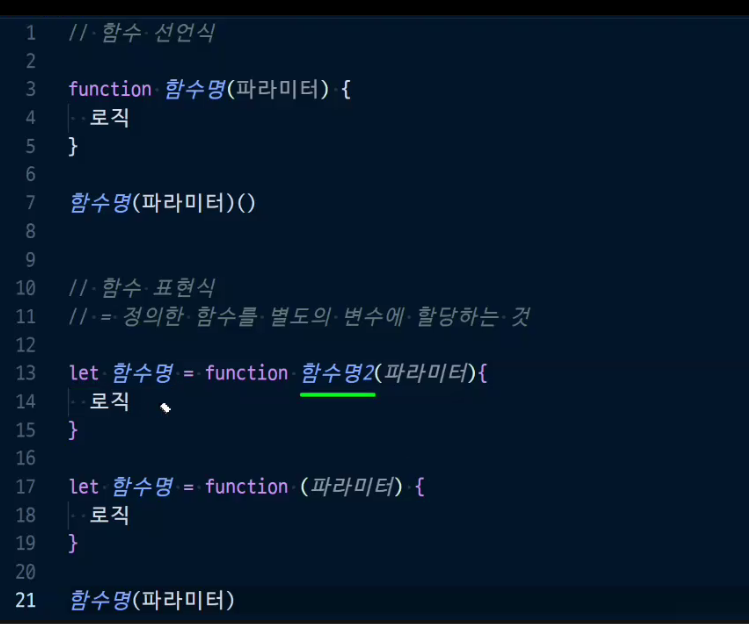 1 // 함수 선언식
2
3 function 함수명(파라미터) {
4 로직
5 }
6
7 함수명(파라미터)()
8
9
10 // 함수 표현식
11 // = 정의한 함수를 별도의 변수에 할당하는 것
12
13 let 함수명 = function 함수명2(파라미터){
14 로직
15 }
16
17 let 함수명 = function (파라미터) {
18 로직
19 }
20
21 함수명(파라미터)